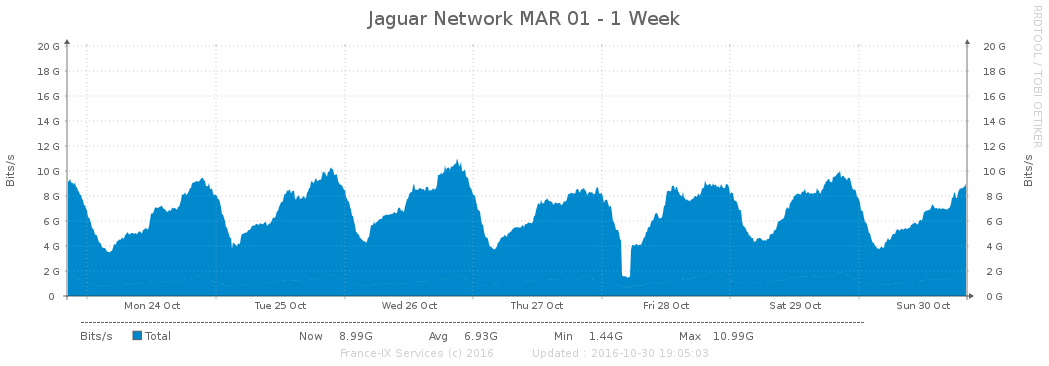 Jaguar Network MAR 01 - 1 Week
RRDTOOL / TOBI OETIKER
Bits/s
20 G
18 G
16 G
14 G
12 G
10 G
8 G
6 G
4 G
2 G
0
20 G
18 G
16 G
14 G
12 G
10 G
8 G
6 G
4 G
2 G
0 G
Bits/s
Mon 24 Oct Tue 25 Oct Wed 26 Oct Thu 27 Oct Fri 28 Oct Sat 29 Oct Sun 30 Oct
Bits/s Total Now 8.99G Avg 6.93G Min 1.44G Max 10.99G
France-IX Services (c) 2016 Updated : 2016-10-30 19:05:03